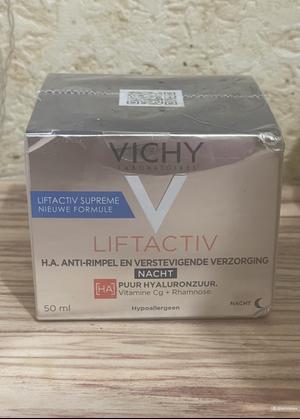 VICHY
LABORATOIRES
LIFTACTIV SUPREME
NIEUWE FORMULE
LIFTACTIV
H.A. ANTI-RIMPEL EN VERSTEVIGENDE VERZORGING
NACHT
[HA] PUUR HYALURONZUUR.
Vitamine Cg + Rhamnose.
50 ml
Hypoallergeen
NACHT